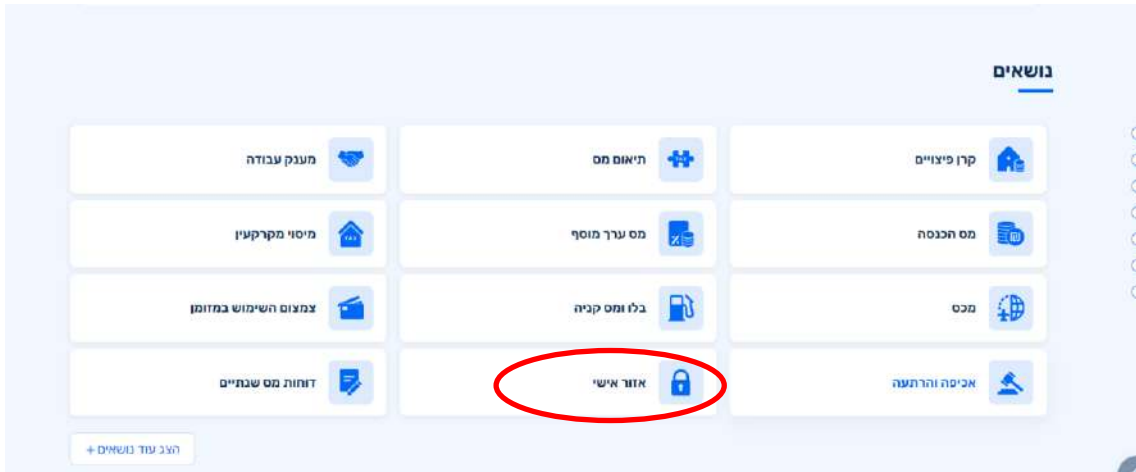 נושאים
קרן פיצויים
תיאום מס
מענק עבודה
מס הכנסה
מס ערך מוסף
מיסוי מקרקעין
מכס
בלו ומס קניה
צמצום השימוש במזומן
אכיפה והרתעה
אזור אישי
דוחות מס שנתיים
הצג עוד נושאים +